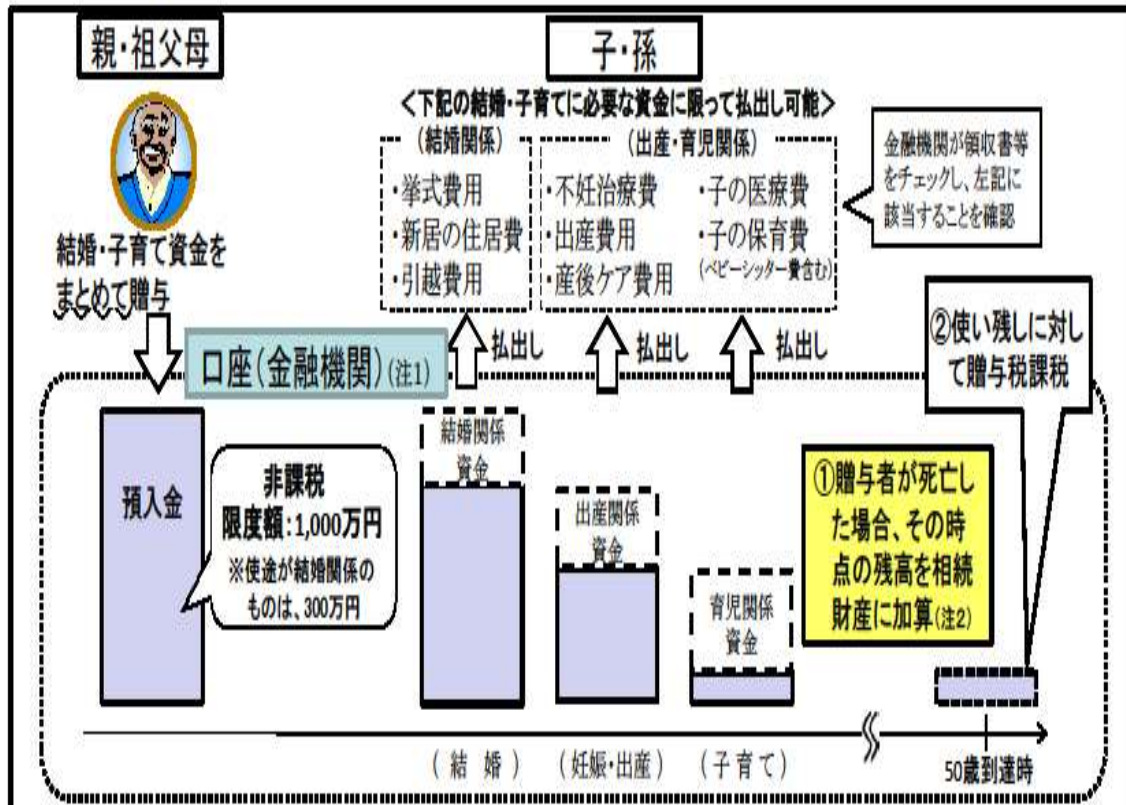 親・祖父母
子・孫
＜下記の結婚・子育てに必要な資金に限って払出し可能＞
（結婚関係）
・挙式費用
・新居の住居費
・引越費用
（出産・育児関係）
・不妊治療費
・出産費用
・産後ケア費用
・子の医療費
・子の保育費
（ベビーシッター費含む）
金融機関が領収書等
をチェックし、左記に
該当することを確認
結婚・子育て資金を
まとめて贈与
口座（金融機関）（注1）
払出し
払出し
払出し
②使い残しに対し
て贈与税課税
預入金
非課税
限度額：1,000万円
※使途が結婚関係の
ものは、300万円
結婚関係
資金
出産関係
資金
育児関係
資金
①贈与者が死亡し
た場合、その時
点の残高を相続
財産に加算（注2）
（ 結 婚 ）
（妊娠・出産）
（子育て）
50歳到達時